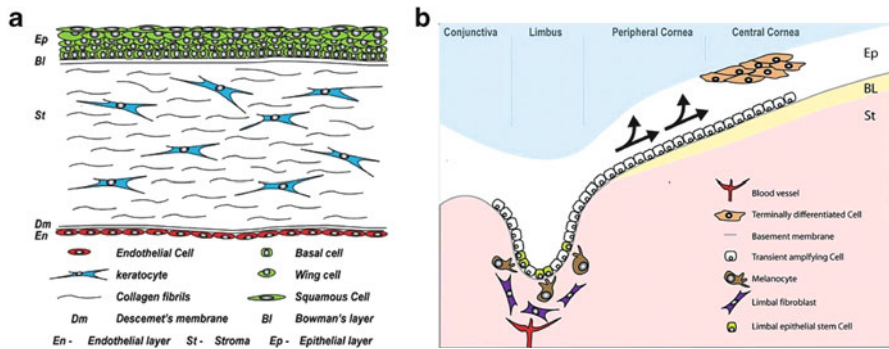 a
Ep
Bl
St
Dm
En
Endothelial Cell
Basal cell
keratocyte
Wing cell
Collagen fibrils
Squamous Cell
Dm Descemet's membrane
Bl Bowman's layer
En - Endothelial layer St - Stroma Ep - Epithelial layer
b
Conjunctiva Limbus Peripheral Cornea Central Cornea
Ep
BL
St
Blood vessel
Terminally differentiated Cell
Basement membrane
Transient amplfying Cell
Melanocyte
Limbal fibroblast
Limbal epithelial stem Cell